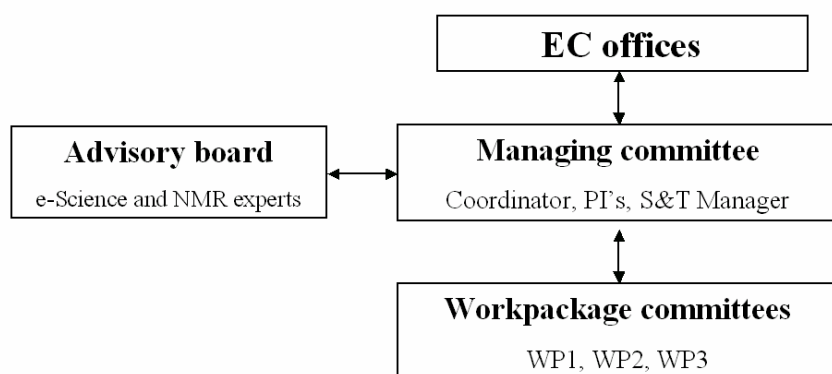 EC offices
Advisory board
e-Science and NMR experts
Managing committee
Coordinator, PI's, S&T Manager
Workpackage committees
WP1, WP2, WP3